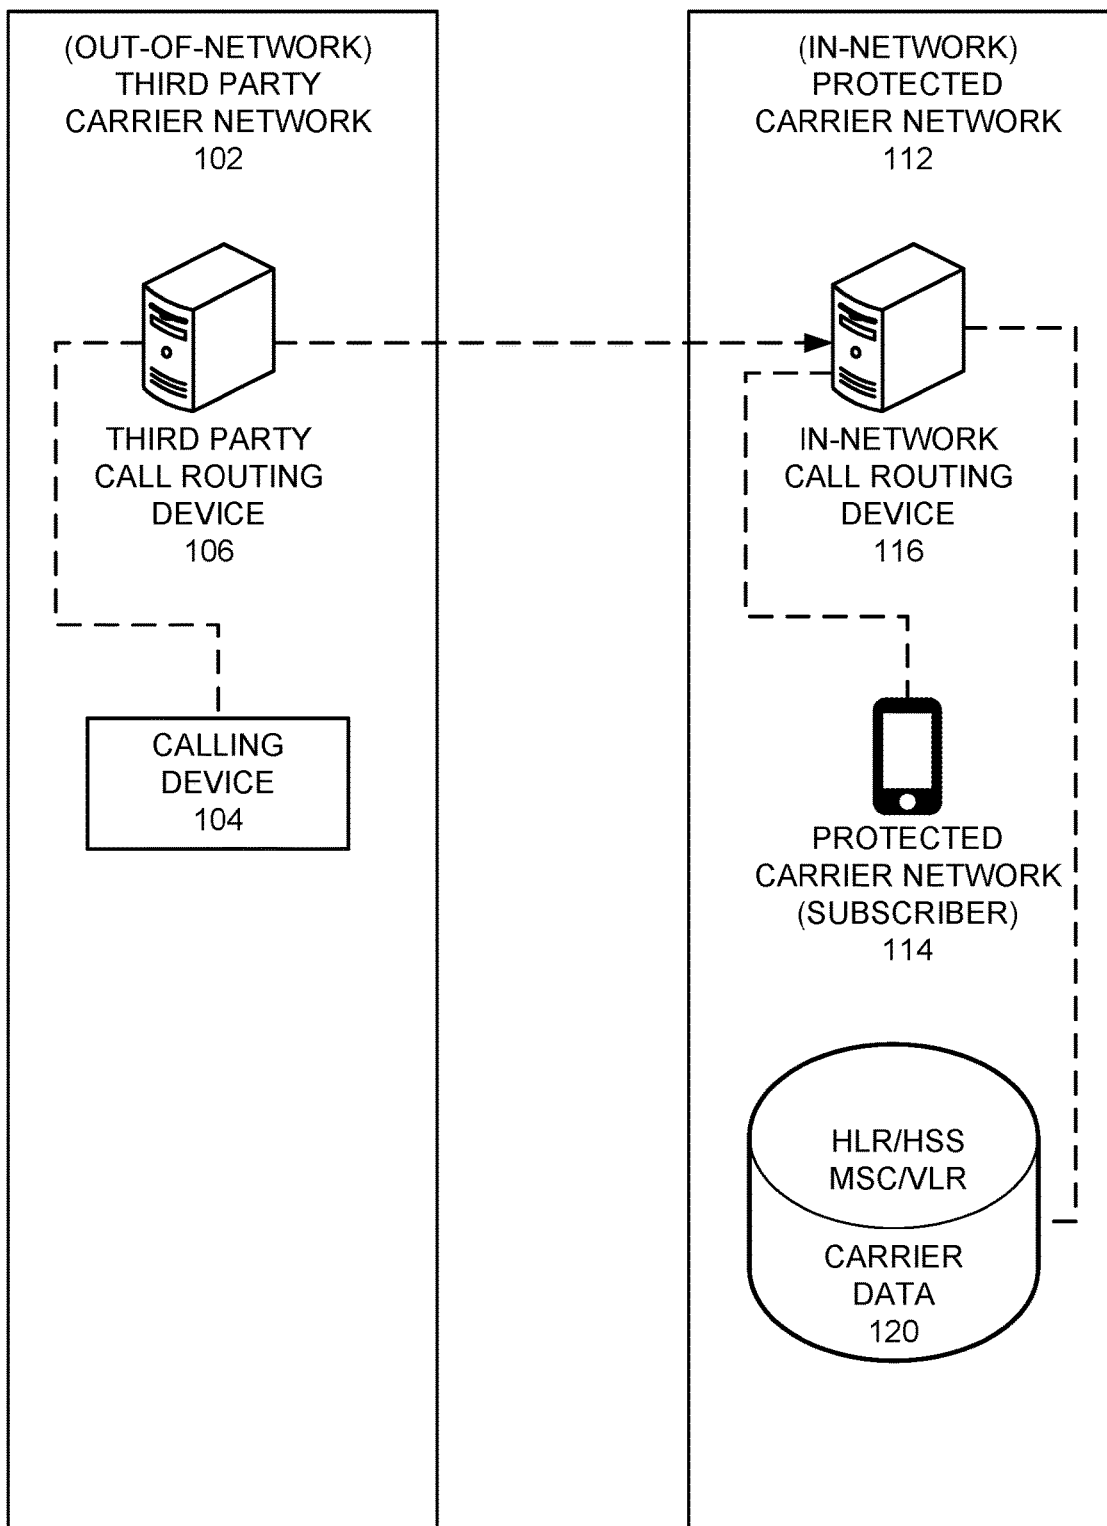 (OUT-OF-NETWORK)
THIRD PARTY
CARRIER NETWORK
102
THIRD PARTY
CALL ROUTING
DEVICE
106
CALLING
DEVICE
104
(IN-NETWORK)
PROTECTED
CARRIER NETWORK
112
IN-NETWORK
CALL ROUTING
DEVICE
116
PROTECTED
CARRIER NETWORK
(SUBSCRIBER)
114
HLR/HSS
MSC/VLR
CARRIER
DATA
120